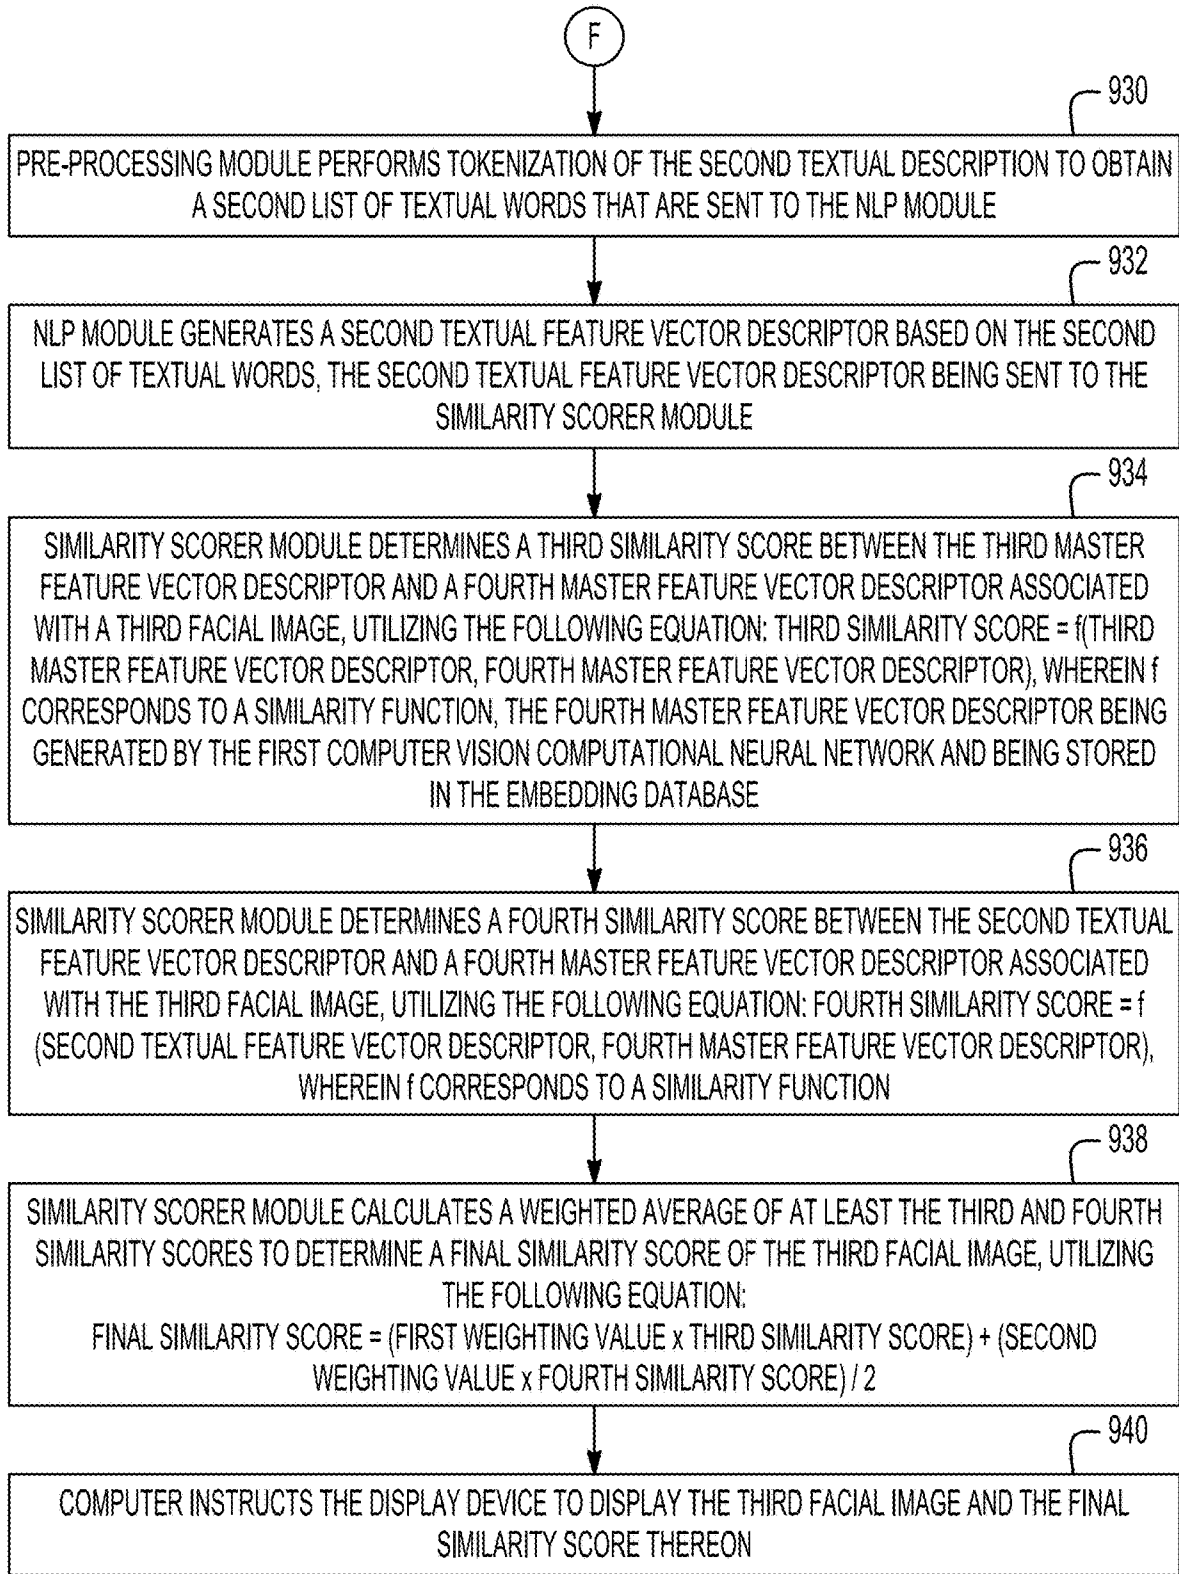 F
930
PRE-PROCESSING MODULE PERFORMS TOKENIZATION OF THE SECOND TEXTUAL DESCRIPTION TO OBTAIN
A SECOND LIST OF TEXTUAL WORDS THAT ARE SENT TO THE NLP MODULE
932
NLP MODULE GENERATES A SECOND TEXTUAL FEATURE VECTOR DESCRIPTOR BASED ON THE SECOND
LIST OF TEXTUAL WORDS, THE SECOND TEXTUAL FEATURE VECTOR DESCRIPTOR BEING SENT TO THE
SIMILARITY SCORER MODULE
934
SIMILARITY SCORER MODULE DETERMINES A THIRD SIMILARITY SCORE BETWEEN THE THIRD MASTER
FEATURE VECTOR DESCRIPTOR AND A FOURTH MASTER FEATURE VECTOR DESCRIPTOR ASSOCIATED
WITH A THIRD FACIAL IMAGE, UTILIZING THE FOLLOWING EQUATION: THIRD SIMILARITY SCORE = f(THIRD
MASTER FEATURE VECTOR DESCRIPTOR, FOURTH MASTER FEATURE VECTOR DESCRIPTOR), WHEREIN f
CORRESPONDS TO A SIMILARITY FUNCTION, THE FOURTH MASTER FEATURE VECTOR DESCRIPTOR BEING
GENERATED BY THE FIRST COMPUTER VISION COMPUTATIONAL NEURAL NETWORK AND BEING STORED
IN THE EMBEDDING DATABASE
936
SIMILARITY SCORER MODULE DETERMINES A FOURTH SIMILARITY SCORE BETWEEN THE SECOND TEXTUAL
FEATURE VECTOR DESCRIPTOR AND A FOURTH MASTER FEATURE VECTOR DESCRIPTOR ASSOCIATED
WITH THE THIRD FACIAL IMAGE, UTILIZING THE FOLLOWING EQUATION: FOURTH SIMILARITY SCORE = f
(SECOND TEXTUAL FEATURE VECTOR DESCRIPTOR, FOURTH MASTER FEATURE VECTOR DESCRIPTOR),
WHEREIN f CORRESPONDS TO A SIMILARITY FUNCTION
938
SIMILARITY SCORER MODULE CALCULATES A WEIGHTED AVERAGE OF AT LEAST THE THIRD AND FOURTH
SIMILARITY SCORES TO DETERMINE A FINAL SIMILARITY SCORE OF THE THIRD FACIAL IMAGE, UTILIZING
THE FOLLOWING EQUATION:
FINAL SIMILARITY SCORE = (FIRST WEIGHTING VALUE x THIRD SIMILARITY SCORE) + (SECOND
WEIGHTING VALUE x FOURTH SIMILARITY SCORE) / 2
940
COMPUTER INSTRUCTS THE DISPLAY DEVICE TO DISPLAY THE THIRD FACIAL IMAGE AND THE FINAL
SIMILARITY SCORE THEREON